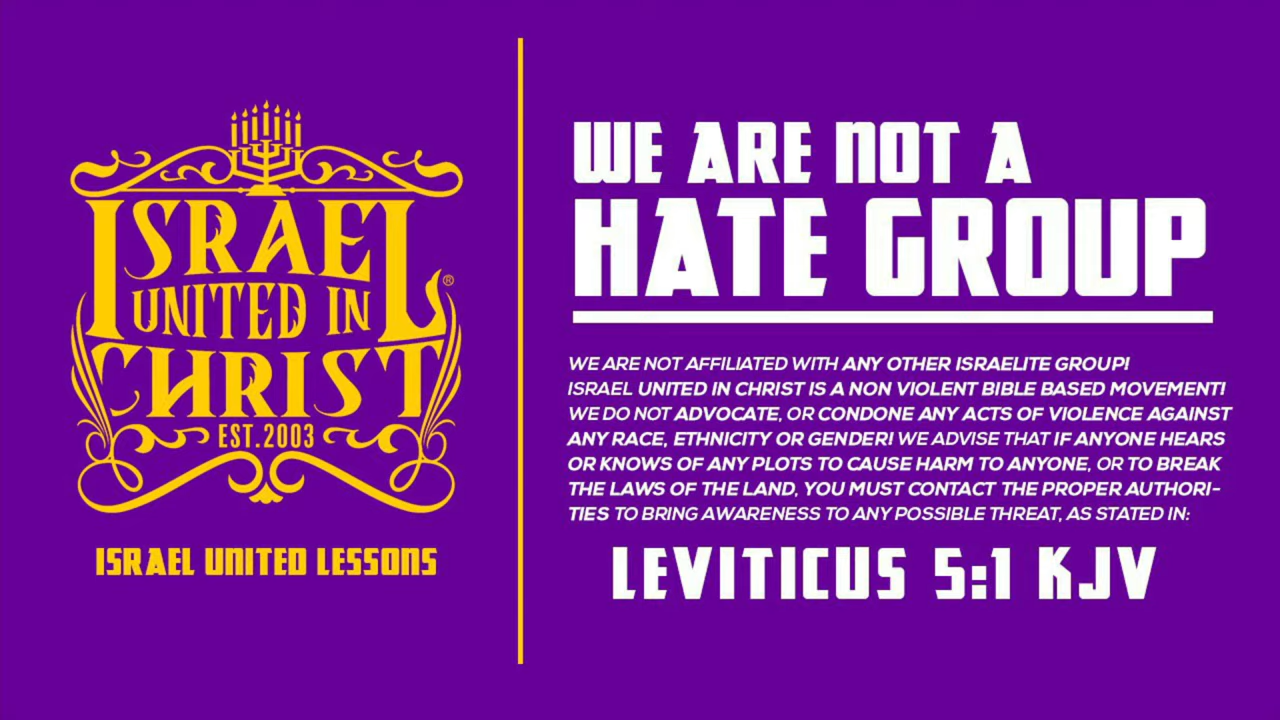 ISRAEL
UNITED IN
CHRIST
®
EST.2003
ISRAEL UNITED LESSONS
WE ARE NOT A
HATE GROUP
WE ARE NOT AFFILIATED WITH ANY OTHER ISRAELITE GROUP!
ISRAEL UNITED IN CHRIST IS A NON VIOLENT BIBLE BASED MOVEMENT!
WE DO NOT ADVOCATE, OR CONDONE ANY ACTS OF VIOLENCE AGAINST
ANY RACE, ETHNICITY OR GENDER! WE ADVISE THAT IF ANYONE HEARS
OR KNOWS OF ANY PLOTS TO CAUSE HARM TO ANYONE, OR TO BREAK
THE LAWS OF THE LAND, YOU MUST CONTACT THE PROPER AUTHORI-
TIES TO BRING AWARENESS TO ANY POSSIBLE THREAT, AS STATED IN:
LEVITICUS 5:1 KJV